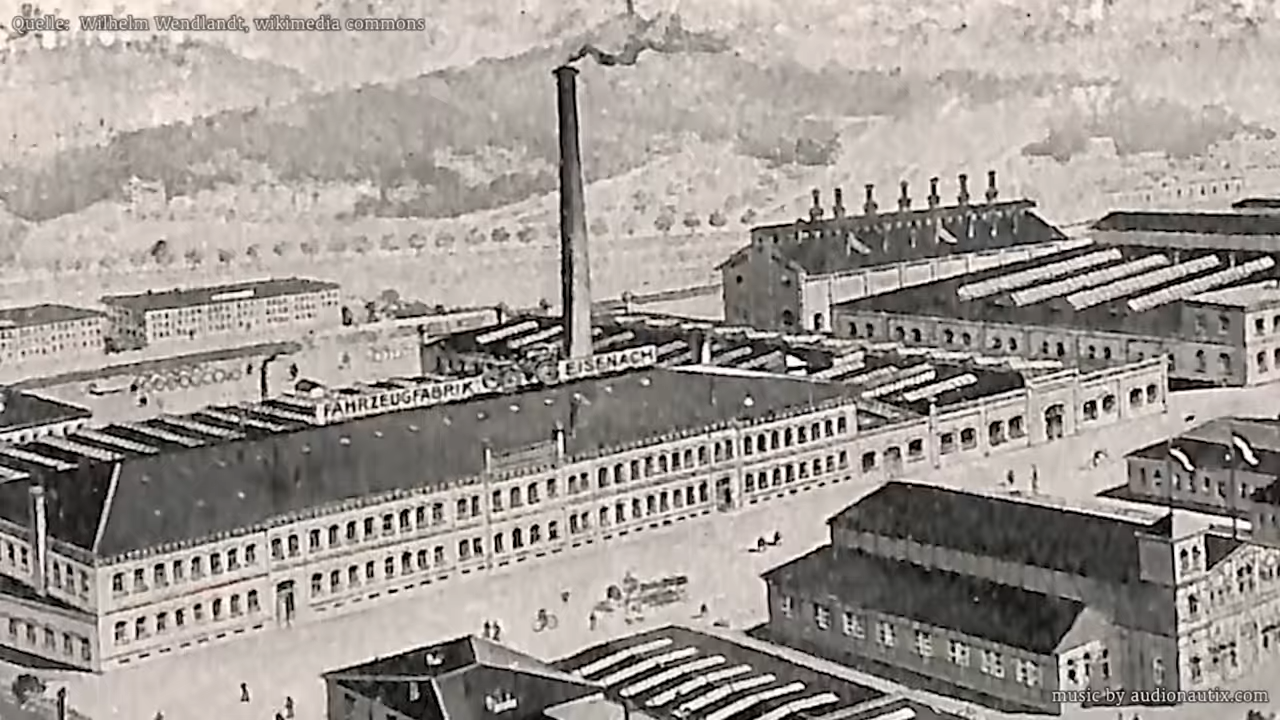 Quelle: Wilhelm Wendlandt, wikimedia commons
FAHRZEUGFABRIK EISENACH
music by audionautix.com